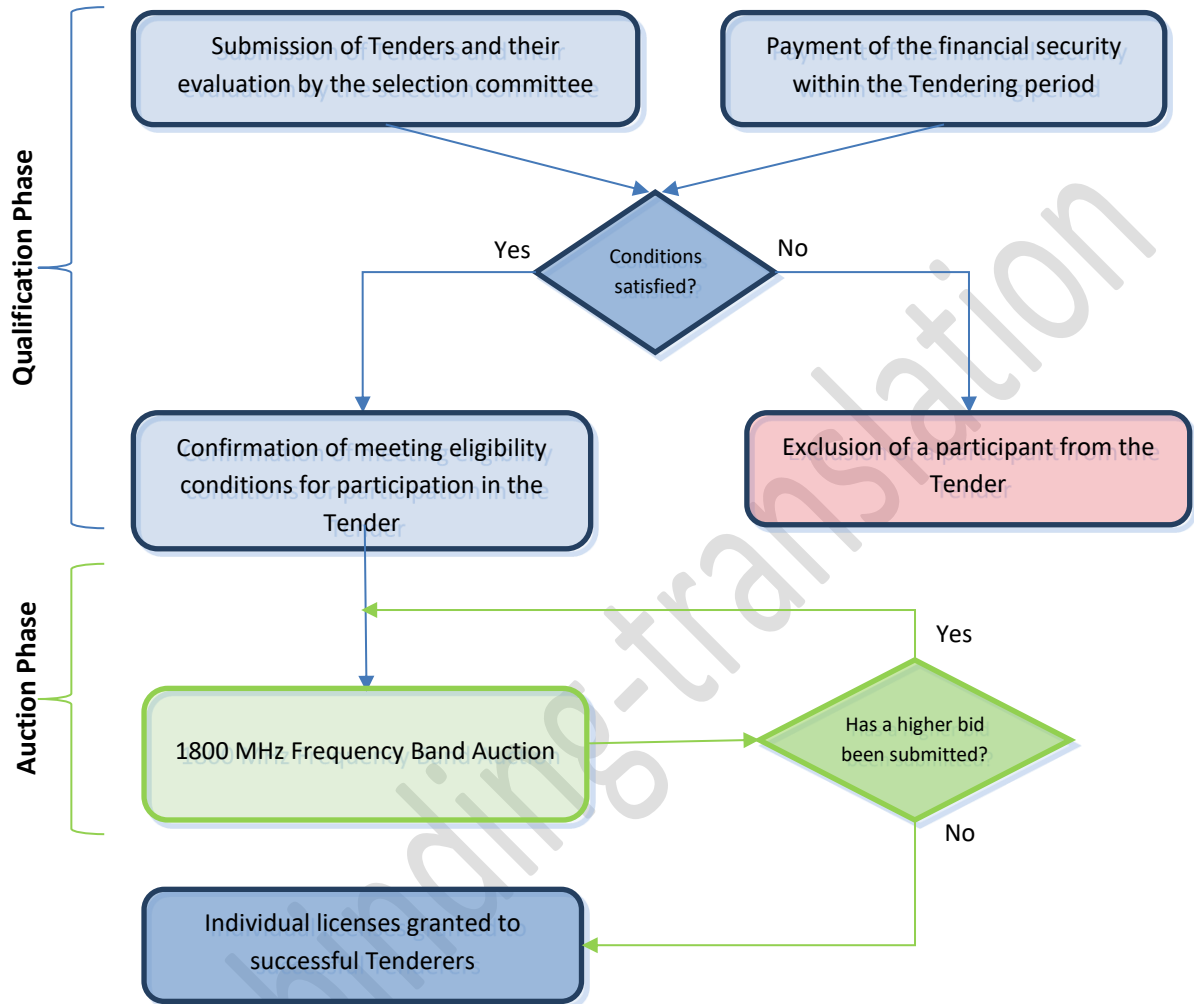 Submission of Tenders and their
evaluation by the selection committee
Payment of the financial security
within the Tendering period
Qualification Phase
Yes
No
Conditions
satisfied?
Confirmation of meeting eligibility
conditions for participation in the
Tender
Exclusion of a participant from the
Tender
Auction Phase
Yes
1800 MHz Frequency Band Auction
Has a higher bid
been submitted?
No
Individual licenses granted to
successful Tenderers
binding-translation